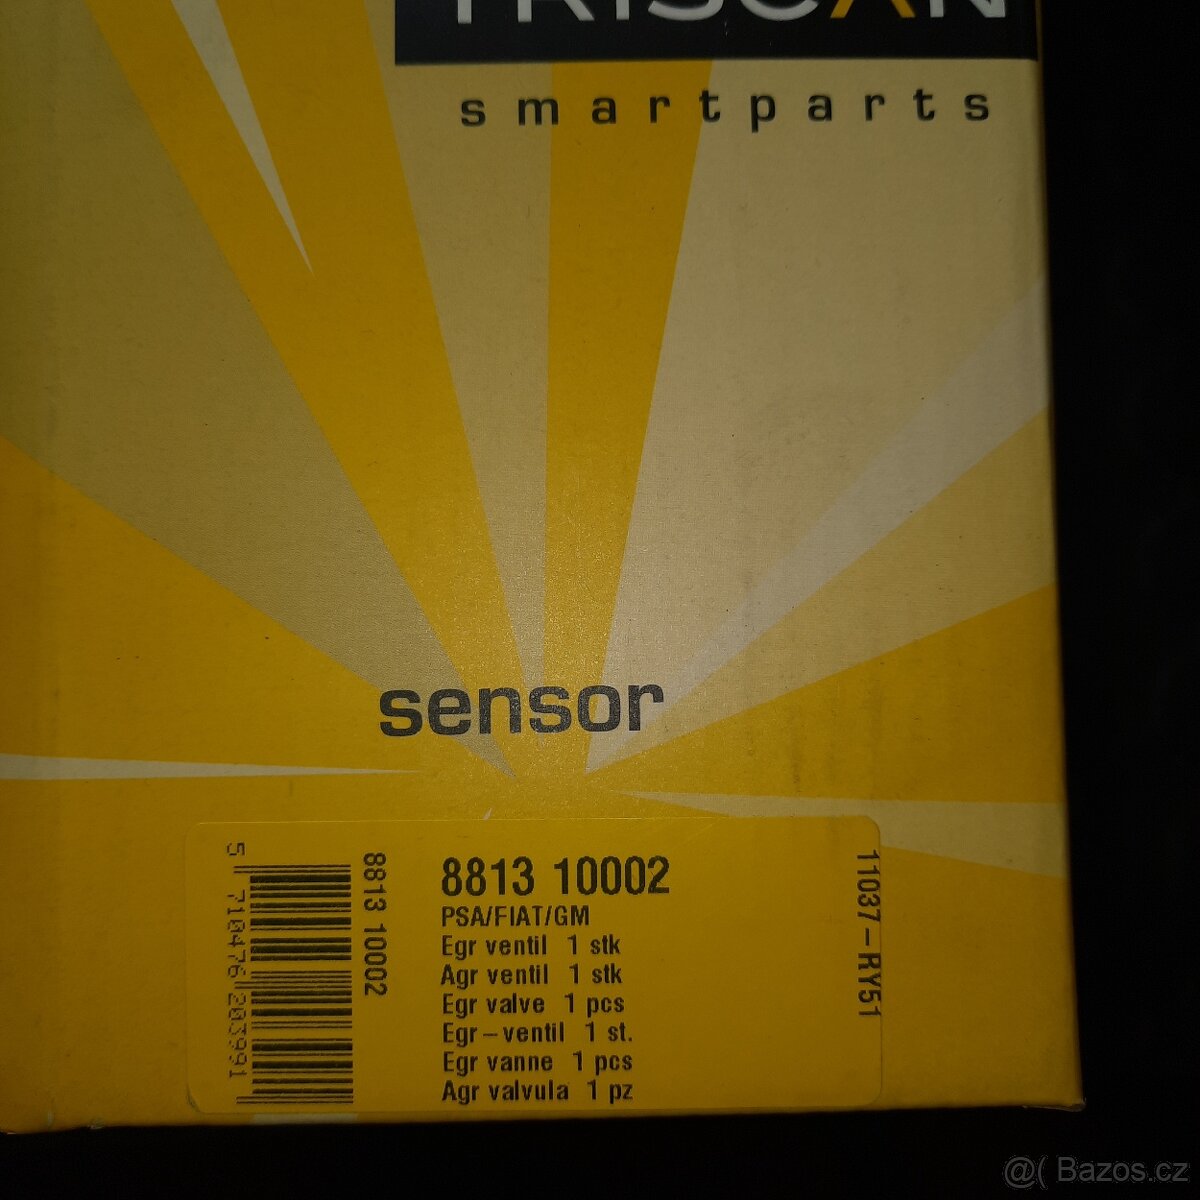 TRISCAN
smartparts
sensor
8813 10002
PSA/FIAT/GM
Egr ventil 1 stk
Agr ventil 1 stk
Egr valve 1 pcs
Egr-ventil 1 st.
Egr vanne 1 pcs
Agr valvula 1 pz
5 710476 203991
8813 10002
11037-RY51
@( Bazos.cz